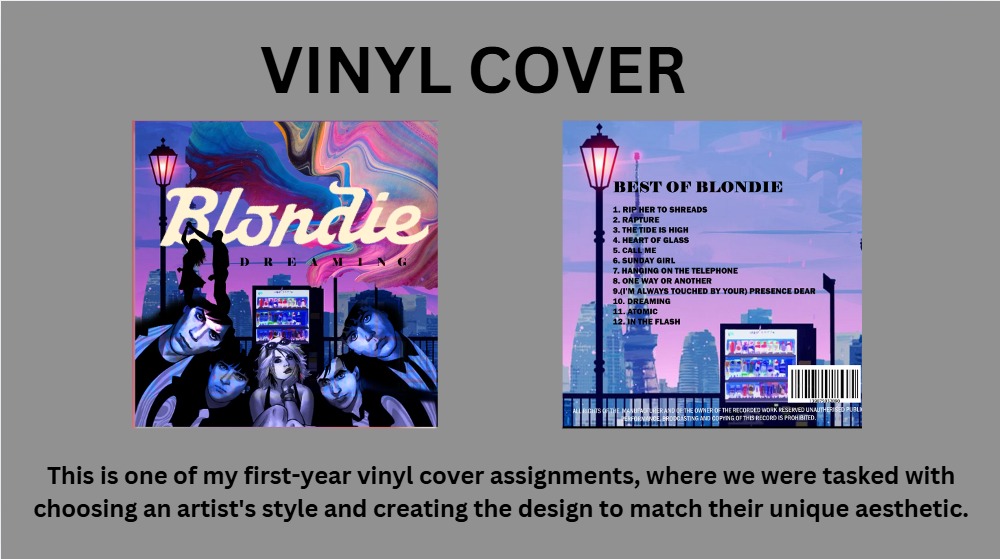 VINYL COVER
Blondie
DREAMING
BEST OF BLONDIE
1. RIP HER TO SHREADS
2. RAPTURE
3. THE TIDE IS HIGH
4. HEART OF GLASS
5. CALL ME
6. SUNDAY GIRL
7. HANGING ON THE TELEPHONE
8. ONE WAY OR ANOTHER
9.(I'M ALWAYS TOUCHED BY YOUR) PRESENCE DEAR
10. DREAMING
11. ATOMIC
12. IN THE FLASH
ALL RIGHTS OF THE MANUFACTURER AND OF THE OWNER OF THE RECORDED WORK RESERVED UNAUTHORISED
PERFORMANCE, BROADCASTING AND COPYING OF THIS RECORD IS PROHIBITED.
This is one of my first-year vinyl cover assignments, where we were tasked with
choosing an artist's style and creating the design to match their unique aesthetic.